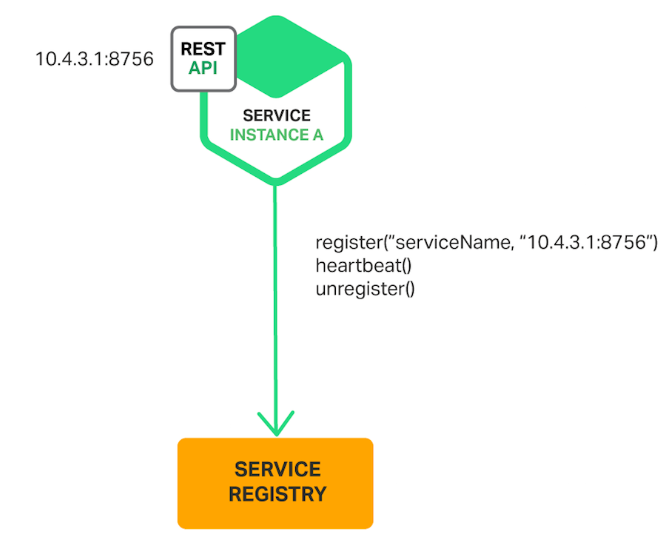 10.4.3.1:8756
REST
API
SERVICE
INSTANCE A
register(“serviceName, “10.4.3.1:8756”)
heartbeat()
unregister()
SERVICE
REGISTRY